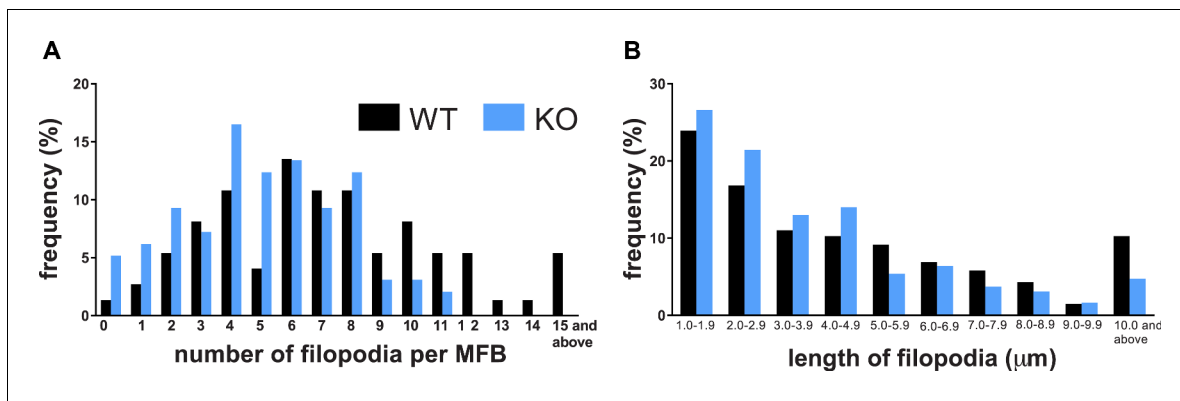 A
20
15
10
5
0
frequency (%)
WT
KO
0 1 2 3 4 5 6 7 8 9 10 11 1 2 13 14 15 and
above
number of filopodia per MFB
B
30
20
10
0
frequency (%)
1.0-1.9 2.0-2.9 3.0-3.9 4.0-4.9 5.0-5.9 6.0-6.9 7.0-7.9 8.0-8.9 9.0-9.9 10.0 and
above
length of filopodia (μm)